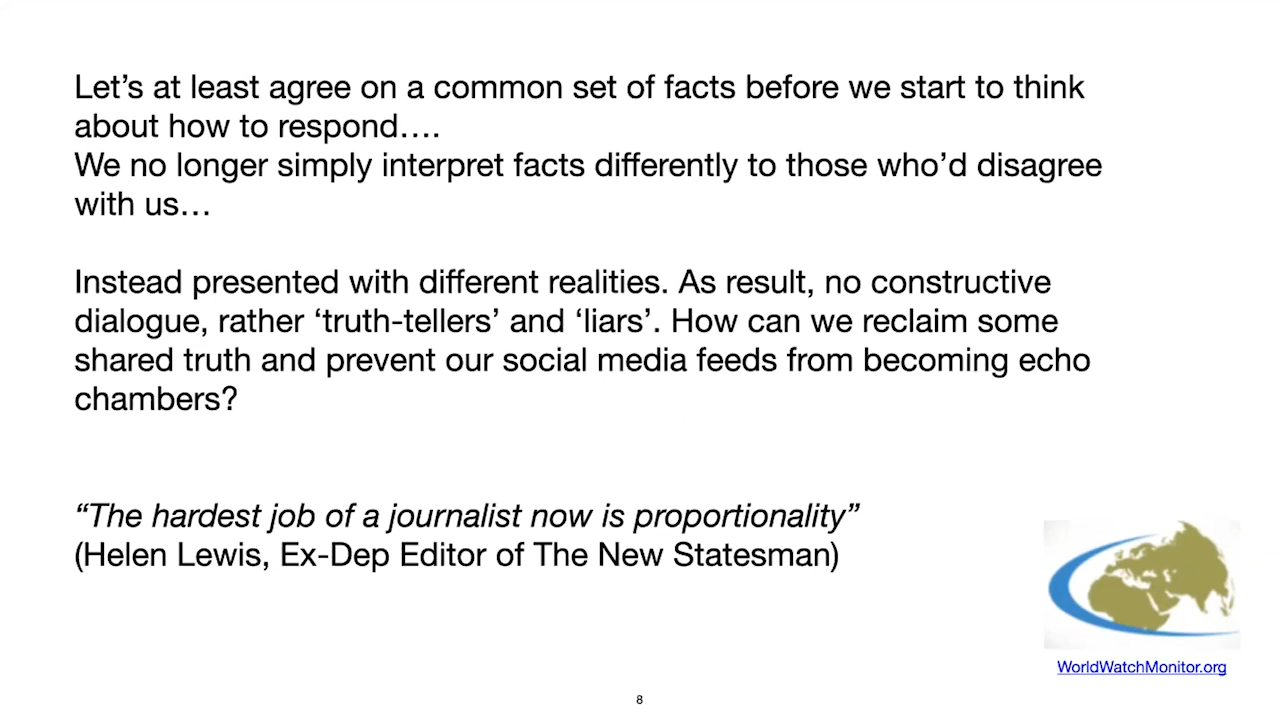 Let’s at least agree on a common set of facts before we start to think
about how to respond….
We no longer simply interpret facts differently to those who’d disagree
with us…
Instead presented with different realities. As result, no constructive
dialogue, rather ‘truth-tellers’ and ‘liars’. How can we reclaim some
shared truth and prevent our social media feeds from becoming echo
chambers?
“The hardest job of a journalist now is proportionality”
(Helen Lewis, Ex-Dep Editor of The New Statesman)
WorldWatchMonitor.org
8